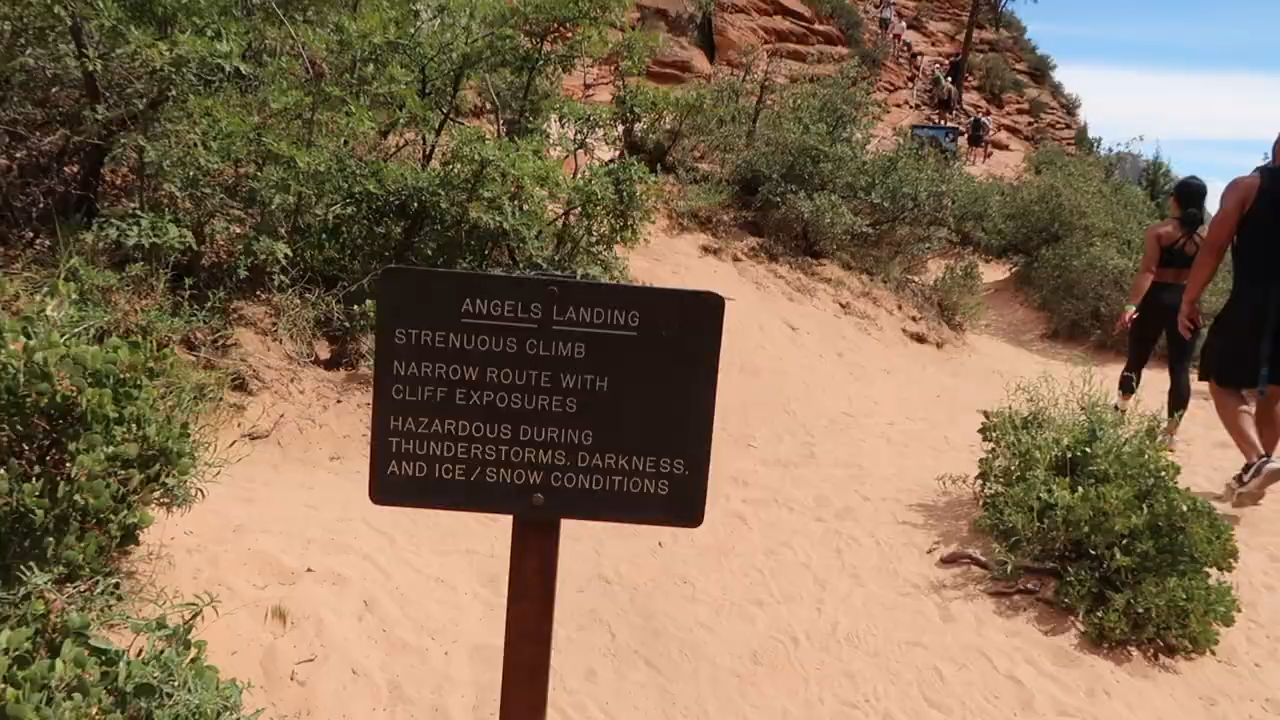 ANGELS LANDING
STRENUOUS CLIMB
NARROW ROUTE WITH
CLIFF EXPOSURES
HAZARDOUS DURING
THUNDERSTORMS, DARKNESS,
AND ICE/SNOW CONDITIONS